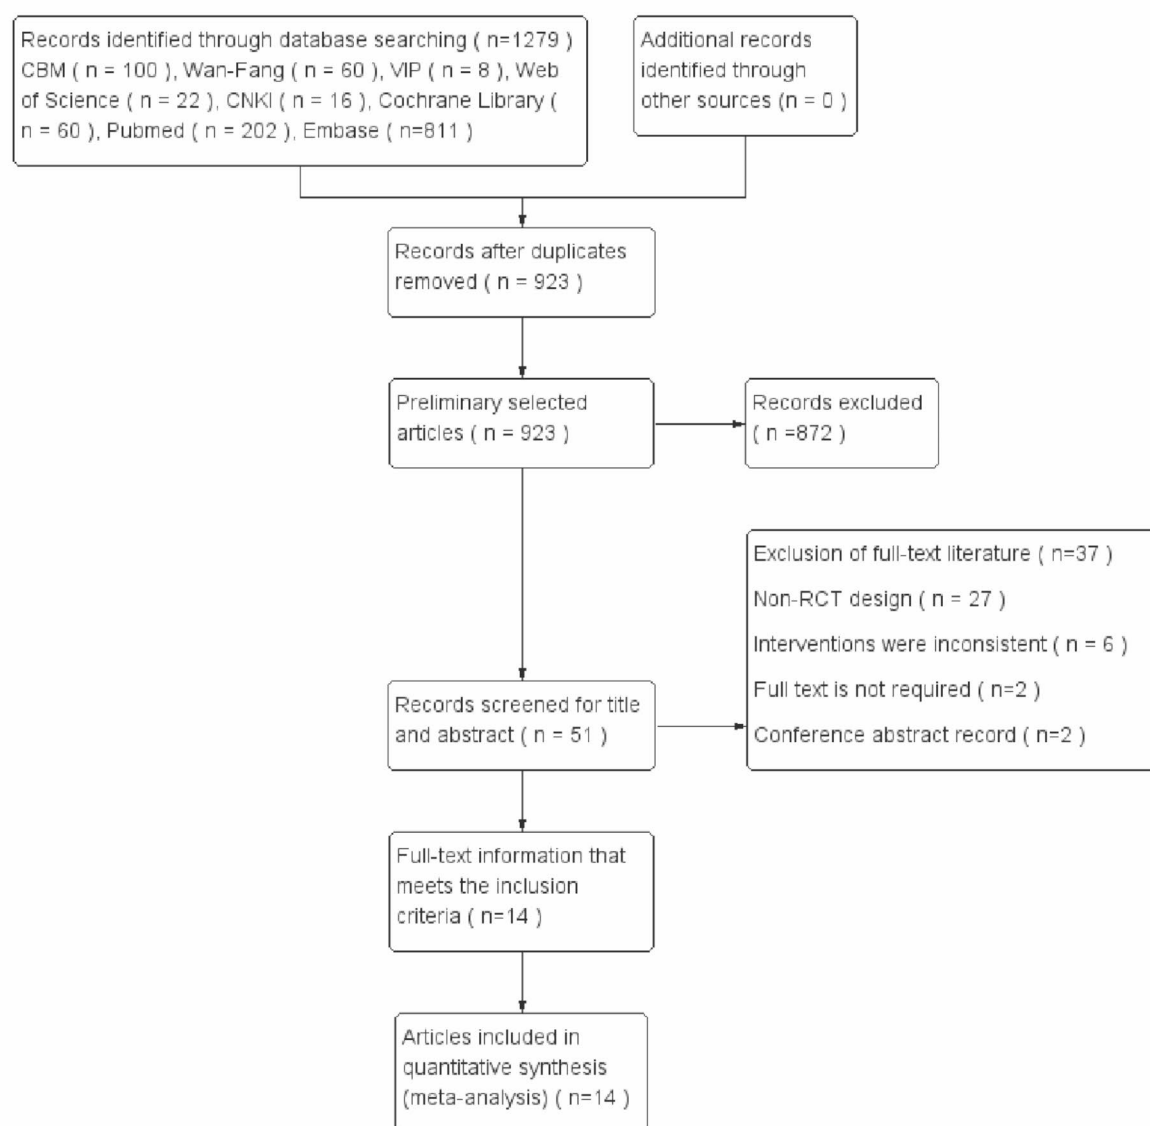 Records identified through database searching ( n=1279 )
CBM ( n = 100 ), Wan-Fang ( n = 60 ), VIP ( n = 8 ), Web
of Science ( n = 22 ), CNKI ( n = 16 ), Cochrane Library (
n = 60 ), Pubmed ( n = 202 ), Embase ( n=811 )
Additional records
identified through
other sources (n = 0 )
Records after duplicates
removed ( n = 923 )
Preliminary selected
articles ( n = 923 )
Records excluded
( n =872 )
Exclusion of full-text literature ( n=37 )
Non-RCT design ( n = 27 )
Interventions were inconsistent ( n = 6 )
Full text is not required ( n=2 )
Conference abstract record ( n=2 )
Records screened for title
and abstract ( n = 51 )
Full-text information that
meets the inclusion
criteria ( n=14 )
Articles included in
quantitative synthesis
(meta-analysis) ( n=14 )